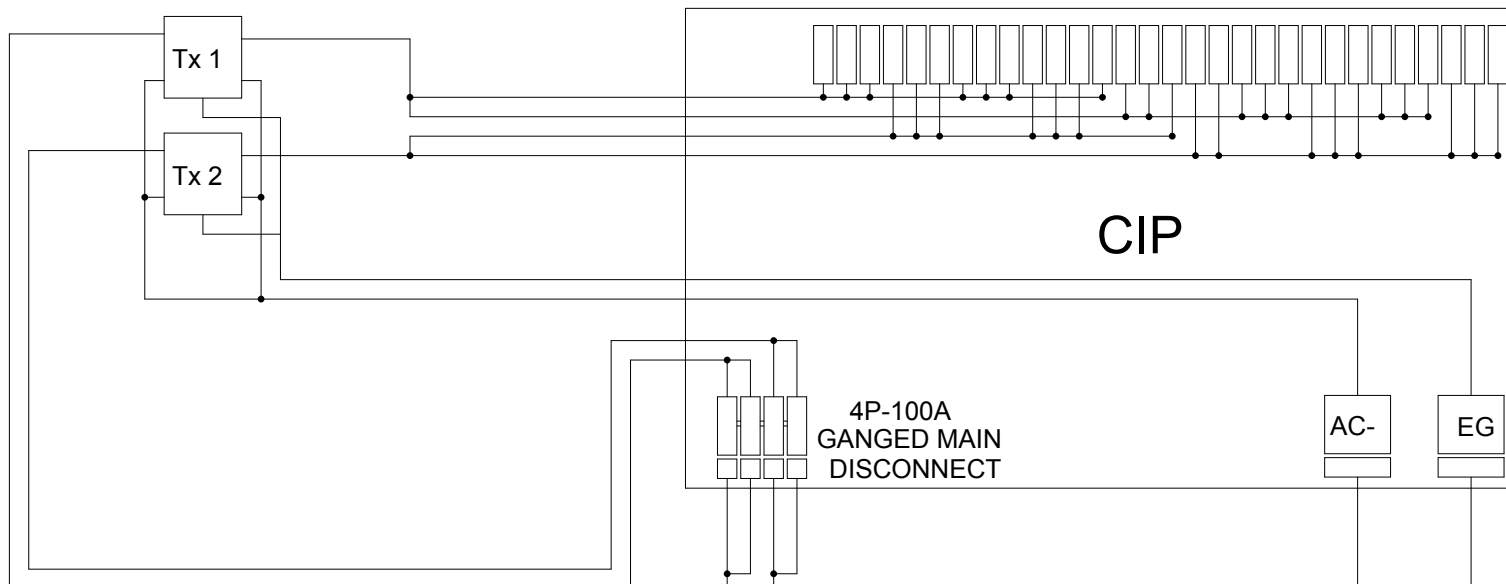 Tx 1
Tx 2
CIP
4P-100A
GANGED MAIN
DISCONNECT
AC-
EG